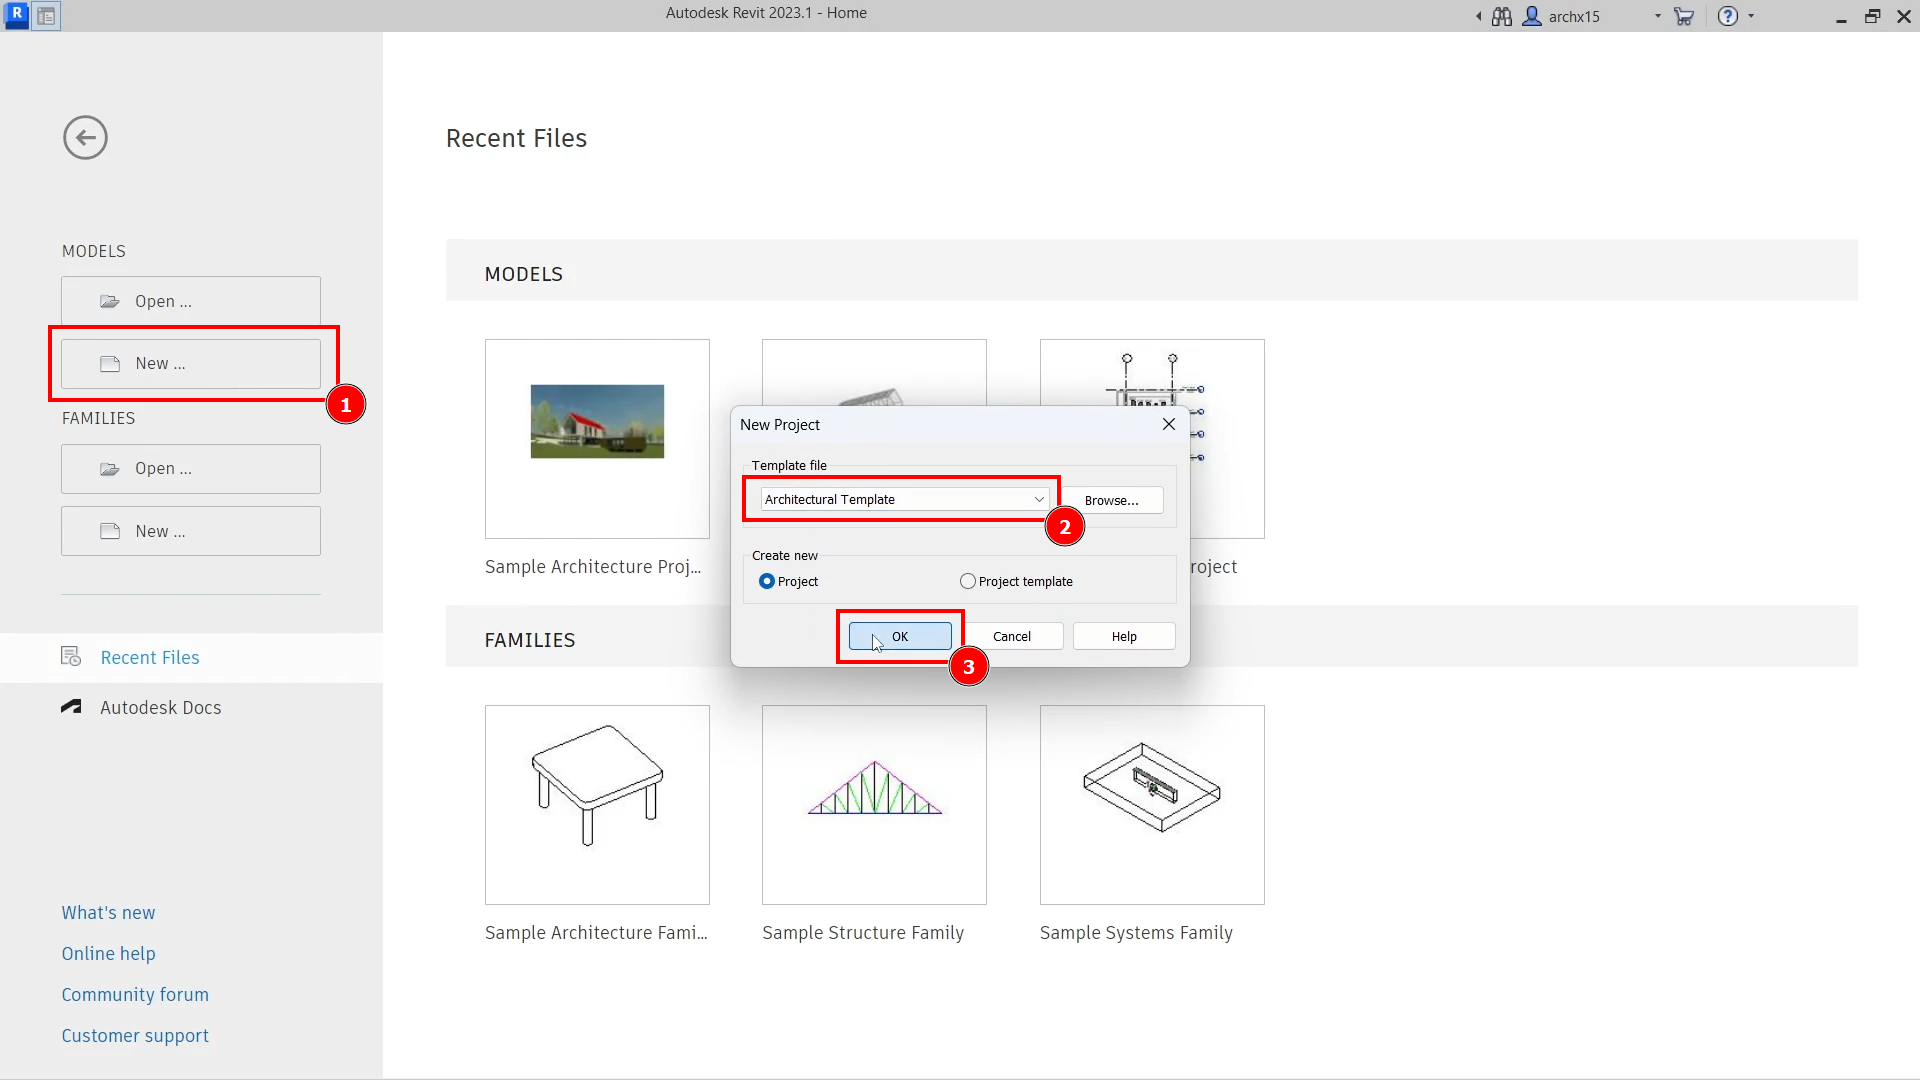 R
Autodesk Revit 2023.1 - Home
archx15
?
Recent Files
MODELS
Open ...
New ...
1
FAMILIES
Open ...
New ...
Recent Files
Autodesk Docs
What's new
Online help
Community forum
Customer support
MODELS
Sample Architecture Proj...
roject
New Project
Template file
Architectural Template
Browse...
2
Create new
Project
Project template
OK
Cancel
Help
3
FAMILIES
Sample Architecture Fami...
Sample Structure Family
Sample Systems Family